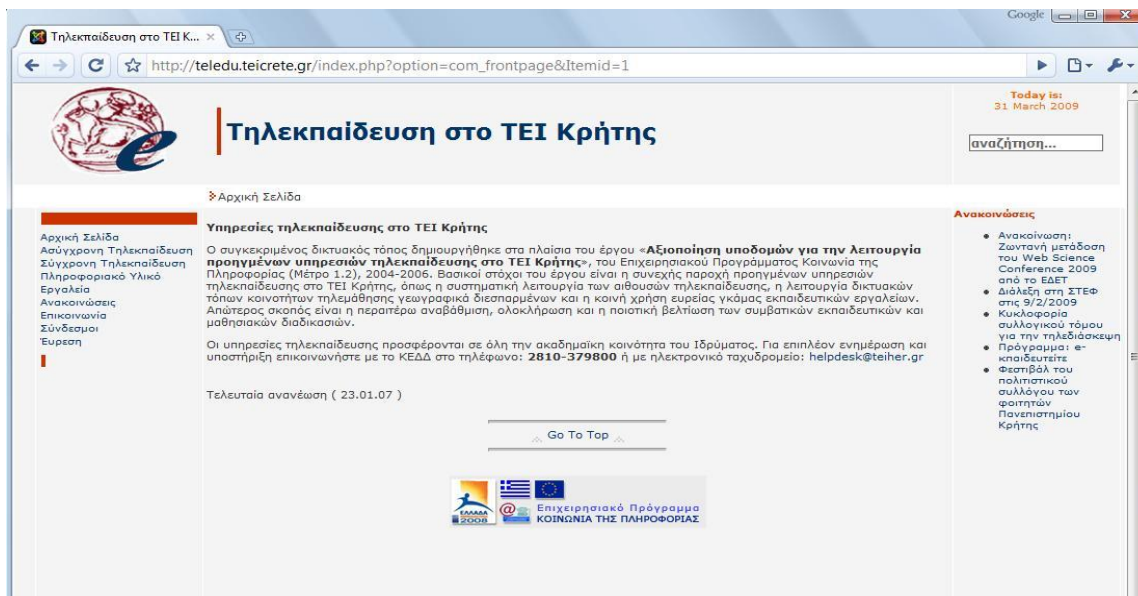 Google
Τηλεκπαίδευση στο ΤΕΙ Κ...
http://teledu.teicrete.gr/index.php?option=com_frontpage&Itemid=1
Today is:
31 March 2009
e
Τηλεκπαίδευση στο ΤΕΙ Κρήτης
αναζήτηση...
Αρχική Σελίδα
Αρχική Σελίδα
Ασύγχρονη Τηλεκπαίδευση
Σύγχρονη Τηλεκπαίδευση
Πληροφοριακό Υλικό
Εργαλεία
Ανακοινώσεις
Επικοινωνία
Σύνδεσμοι
Έυρεση
Υπηρεσίες τηλεκπαίδευσης στο ΤΕΙ Κρήτης
Ο συγκεκριμένος δικτυακός τόπος δημιουργήθηκε στα πλαίσια του έργου «Αξιοποίηση υποδομών για την λειτουργία
προηγμένων υπηρεσιών τηλεκπαίδευσης στο ΤΕΙ Κρήτης», του Επιχειρησιακού Προγράμματος Κοινωνία της
Πληροφορίας (Μέτρο 1.2), 2004-2006. Βασικοί στόχοι του έργου είναι η συνεχής παροχή προηγμένων υπηρεσιών
τηλεκπαίδευσης στο ΤΕΙ Κρήτης, όπως η συστηματική λειτουργία των αιθουσών τηλεκπαίδευσης, η λειτουργία δικτυακών
τόπων κοινοτήτων τηλεμάθησης γεωγραφικά διεσπαρμένων και η κοινή χρήση ευρείας γκάμας εκπαιδευτικών εργαλείων.
Απώτερος σκοπός είναι η περαιτέρω αναβάθμιση, ολοκλήρωση και η ποιοτική βελτίωση των συμβατικών εκπαιδευτικών και
μαθησιακών διαδικασιών.
Οι υπηρεσίες τηλεκπαίδευσης προσφέρονται σε όλη την ακαδημαϊκή κοινότητα του Ιδρύματος. Για επιπλέον ενημέρωση και
υποστήριξη επικοινωνήστε με το ΚΕΔΔ στο τηλέφωνο: 2810-379800 ή με ηλεκτρονικό ταχυδρομείο: helpdesk@teiher.gr
Τελευταία ανανέωση ( 23.01.07 )
Go To Top
ΕΛΛΑΔΑ
2008
@
Επιχειρησιακό Πρόγραμμα
ΚΟΙΝΩΝΙΑ ΤΗΣ ΠΛΗΡΟΦΟΡΙΑΣ
Ανακοινώσεις
Ανακοίνωση:
Ζωντανή μετάδοση
του Web Science
Conference 2009
από το ΕΔΕΤ
Διάλεξη στη ΣΤΕΦ
στις 9/2/2009
Κυκλοφορία
συλλογικού τόμου
για την τηλεδιάσκεψη
Πρόγραμμα: e-
κπαιδευτείτε
Φεστιβάλ του
πολιτιστικού
συλλόγου των
φοιτητών
Πανεπιστημίου
Κρήτης